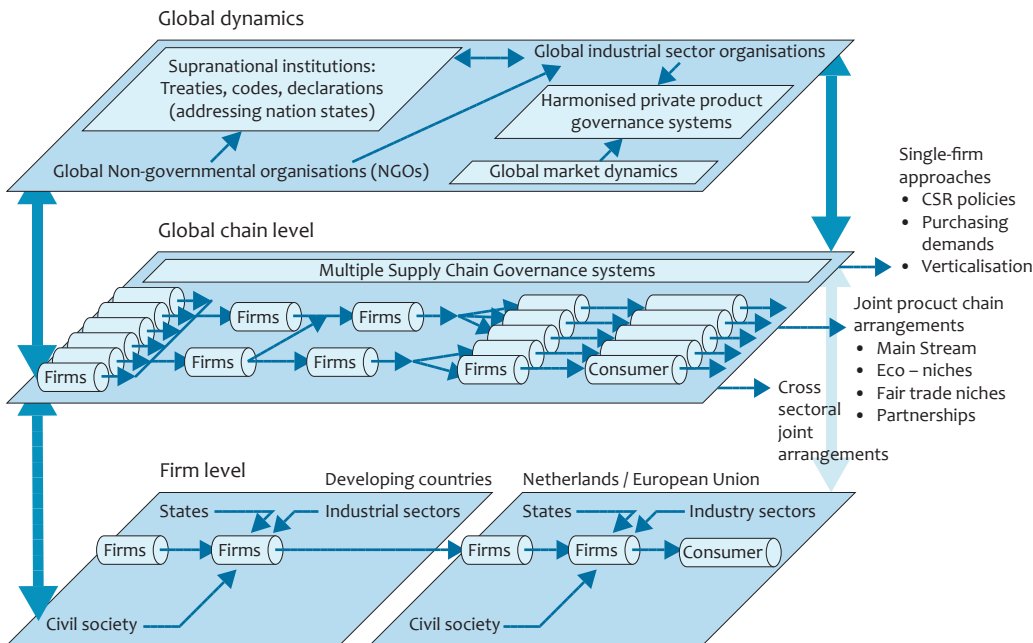 Global dynamics
Supranational institutions:
Treaties, codes, declarations
(addressing nation states)
Global industrial sector organisations
Harmonised private product
governance systems
Global Non-governmental organisations (NGOs)
Global market dynamics
Single-firm
approaches
• CSR policies
• Purchasing
demands
• Verticalisation
Global chain level
Multiple Supply Chain Governance systems
Firms
Firms
Firms
Firms
Firms
Firms
Consumer
Joint procuct chain
arrangements
• Main Stream
• Eco – niches
• Fair trade niches
• Partnerships
Cross
sectoral
joint
arrangements
Firm level
Developing countries
Netherlands / European Union
States
Industrial sectors
States
Industry sectors
Firms
Firms
Firms
Firms
Consumer
Civil society
Civil society